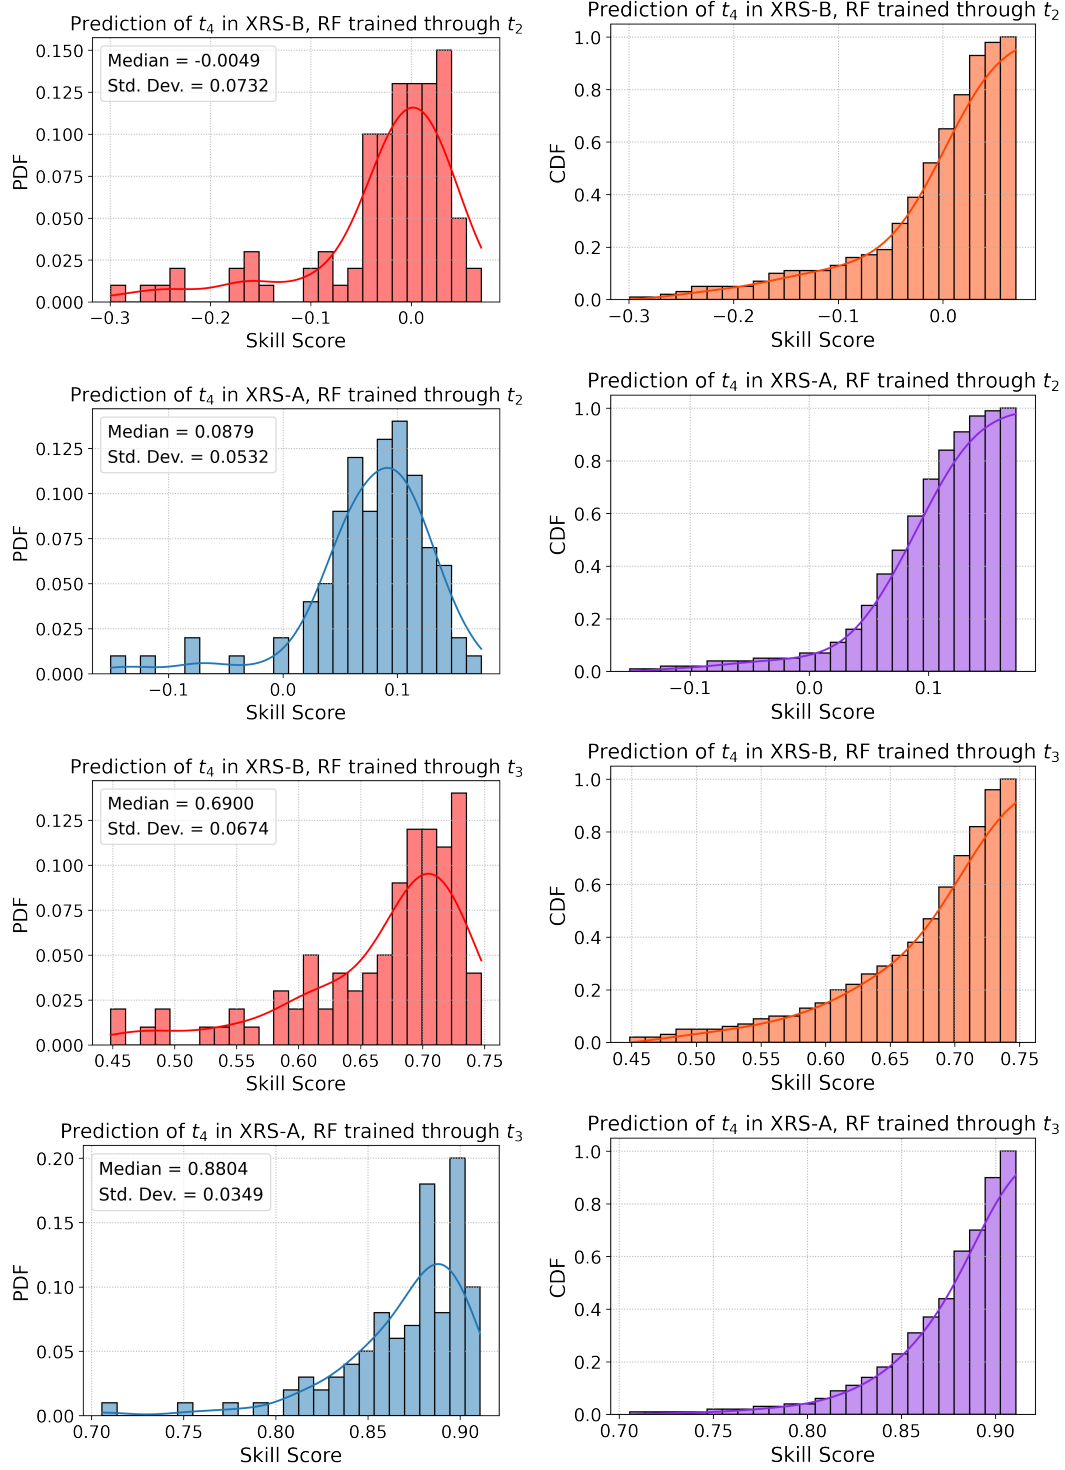 Prediction of t4 in XRS-B, RF trained through t2
Median = -0.0049
Std. Dev. = 0.0732
PDF
0.150
0.125
0.100
0.075
0.050
0.025
0.000
−0.3 −0.2 −0.1 0.0
Skill Score
Prediction of t4 in XRS-B, RF trained through t2
CDF
1.0
0.8
0.6
0.4
0.2
0.0
−0.3 −0.2 −0.1 0.0
Skill Score
Prediction of t4 in XRS-A, RF trained through t2
Median = 0.0879
Std. Dev. = 0.0532
PDF
0.125
0.100
0.075
0.050
0.025
0.000
−0.1 0.0 0.1
Skill Score
Prediction of t4 in XRS-A, RF trained through t2
CDF
1.0
0.8
0.6
0.4
0.2
0.0
−0.1 0.0 0.1
Skill Score
Prediction of t4 in XRS-B, RF trained through t3
Median = 0.6900
Std. Dev. = 0.0674
PDF
0.125
0.100
0.075
0.050
0.025
0.000
0.45 0.50 0.55 0.60 0.65 0.70 0.75
Skill Score
Prediction of t4 in XRS-B, RF trained through t3
CDF
1.0
0.8
0.6
0.4
0.2
0.0
0.45 0.50 0.55 0.60 0.65 0.70 0.75
Skill Score
Prediction of t4 in XRS-A, RF trained through t3
Median = 0.8804
Std. Dev. = 0.0349
PDF
0.20
0.15
0.10
0.05
0.00
0.70 0.75 0.80 0.85 0.90
Skill Score
Prediction of t4 in XRS-A, RF trained through t3
CDF
1.0
0.8
0.6
0.4
0.2
0.0
0.70 0.75 0.80 0.85 0.90
Skill Score